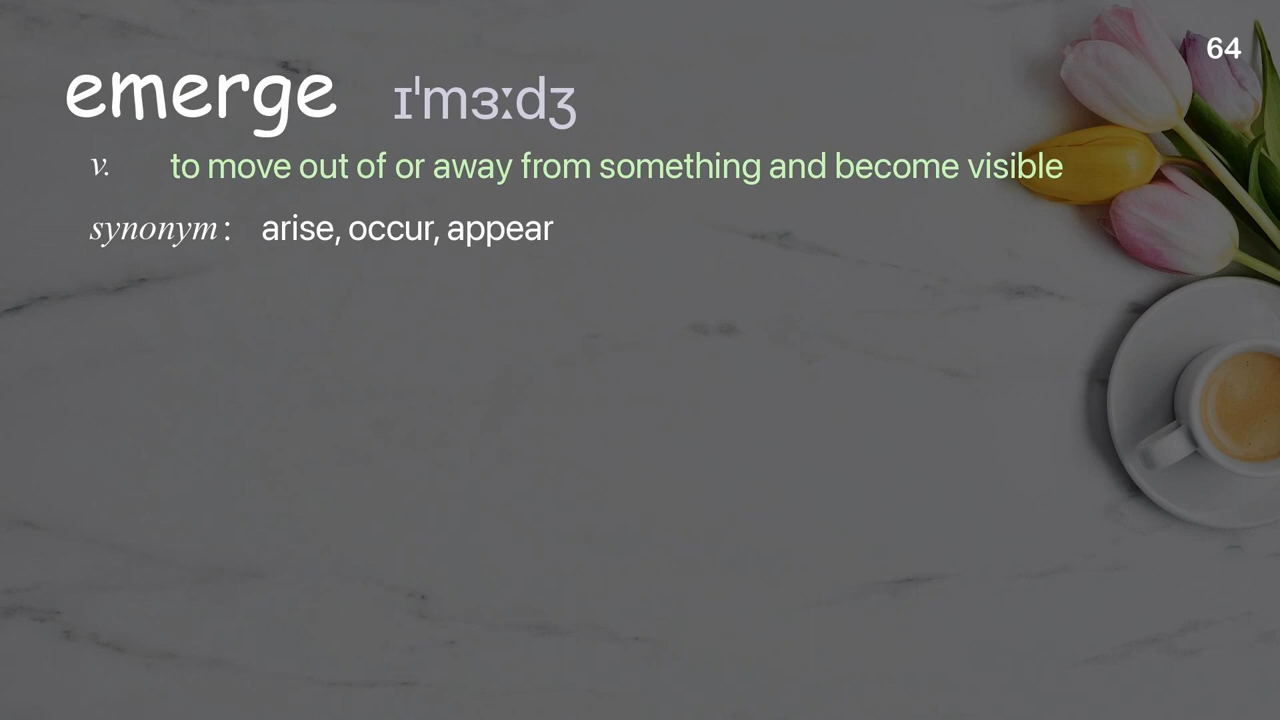 64
emerge ɪˈmɜːdʒ
v. to move out of or away from something and become visible
synonym: arise, occur, appear